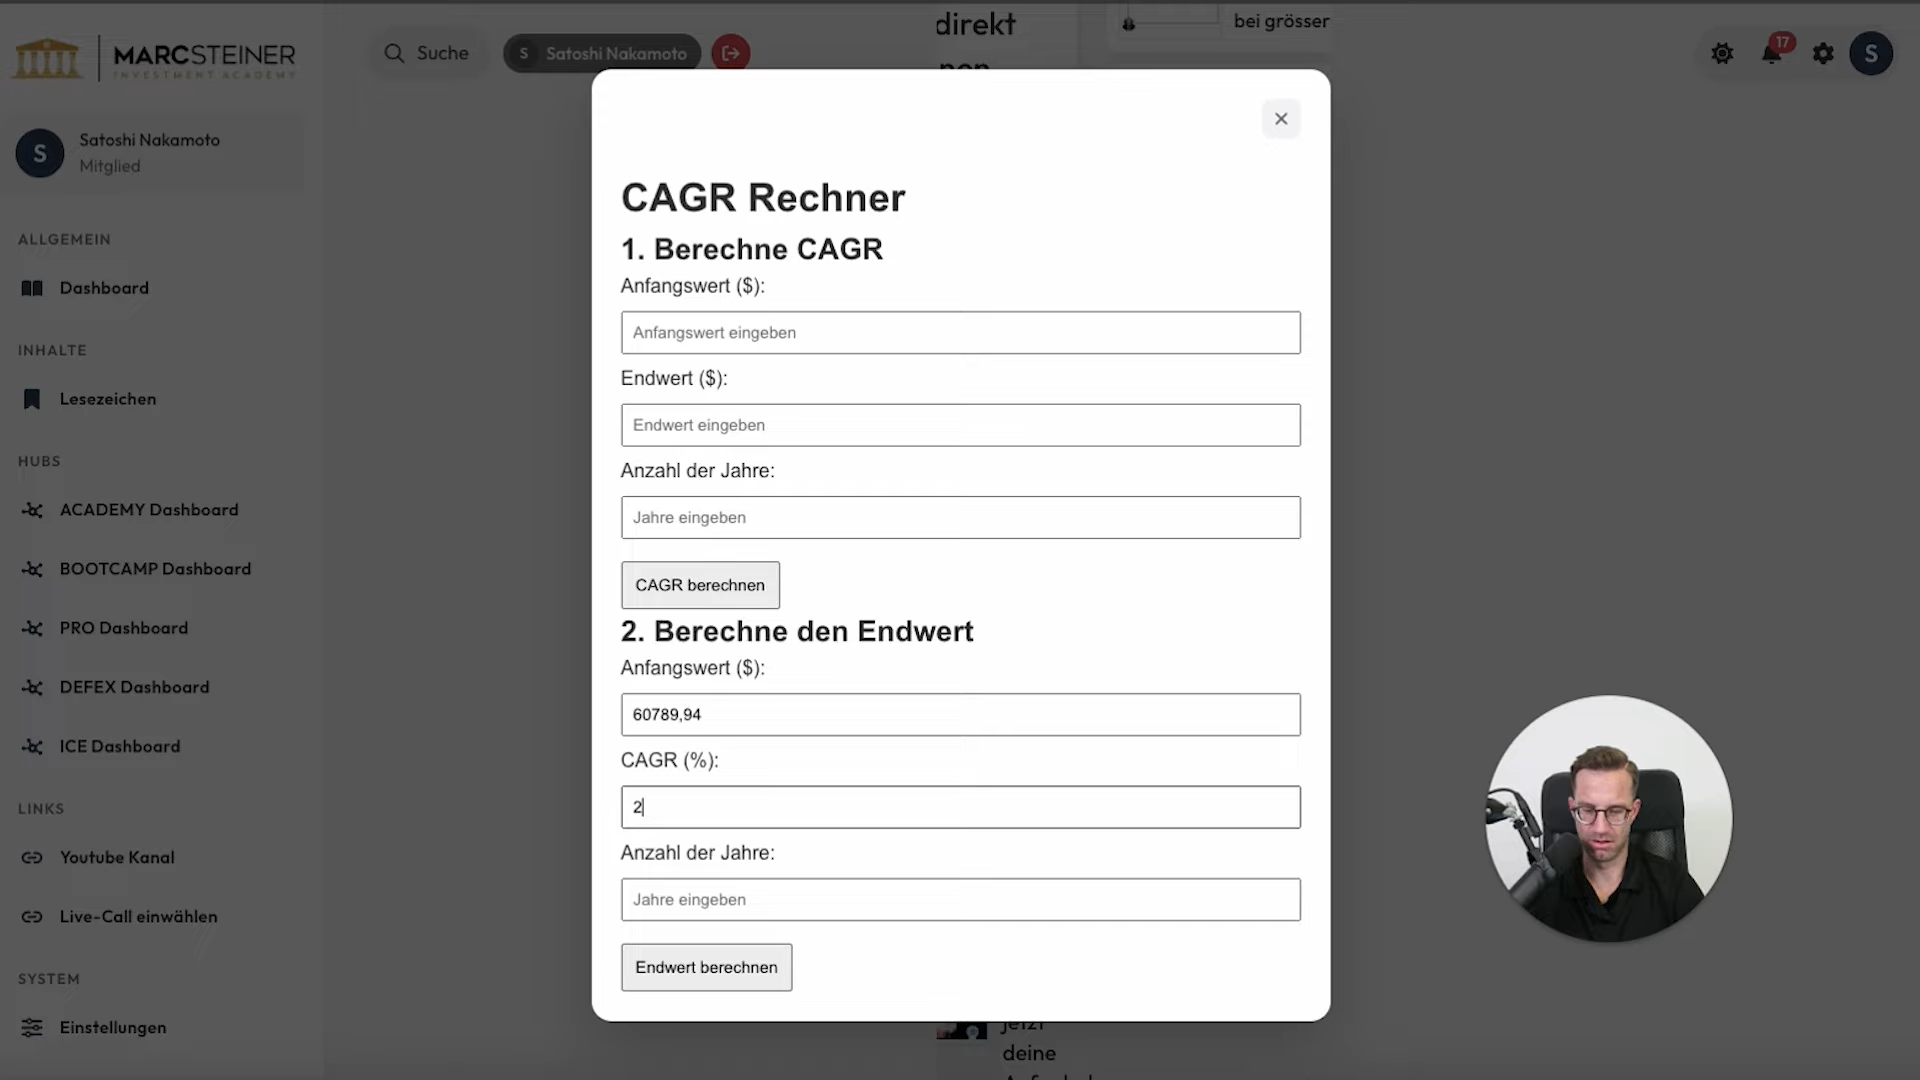 MARCSTEINER
INVESTMENT ACADEMY
Suche
S
Satoshi Nakamoto
direkt
non
bei grösser
17
S
S
Satoshi Nakamoto
Mitglied
ALLGEMEIN
Dashboard
INHALTE
Lesezeichen
HUBS
ACADEMY Dashboard
BOOTCAMP Dashboard
PRO Dashboard
DEFEX Dashboard
ICE Dashboard
LINKS
Youtube Kanal
Live-Call einwählen
SYSTEM
Einstellungen
CAGR Rechner
1. Berechne CAGR
Anfangswert ($):
Anfangswert eingeben
Endwert ($):
Endwert eingeben
Anzahl der Jahre:
Jahre eingeben
CAGR berechnen
2. Berechne den Endwert
Anfangswert ($):
60789,94
CAGR (%):
2
Anzahl der Jahre:
Jahre eingeben
Endwert berechnen
jetzt
deine